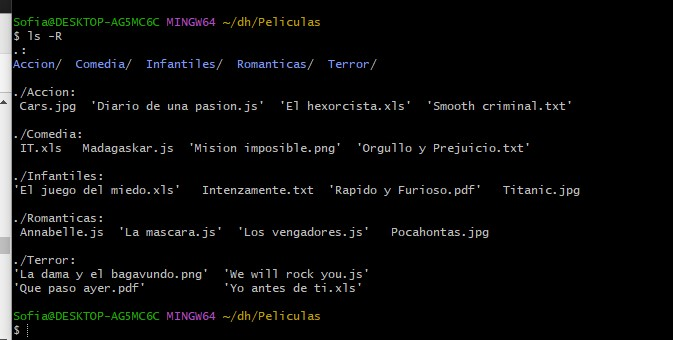 Sofia@DESKTOP-AG5MC6C MINGW64 ~/dh/Peliculas
$ ls -R
.:
Accion/  Comedia/  Infantiles/  Romanticas/  Terror/

./Accion:
 Cars.jpg  'Diario de una pasion.js'  'El hexorcista.xls'  'Smooth criminal.txt'

./Comedia:
 IT.xls   Madagaskar.js  'Mision imposible.png'  'Orgullo y Prejuicio.txt'

./Infantiles:
'El juego del miedo.xls'   Intenzamente.txt  'Rapido y Furioso.pdf'   Titanic.jpg

./Romanticas:
 Annabelle.js  'La mascara.js'  'Los vengadores.js'   Pocahontas.jpg

./Terror:
'La dama y el bagavundo.png'  'We will rock you.js'
'Que paso ayer.pdf'           'Yo antes de ti.xls'

Sofia@DESKTOP-AG5MC6C MINGW64 ~/dh/Peliculas
$